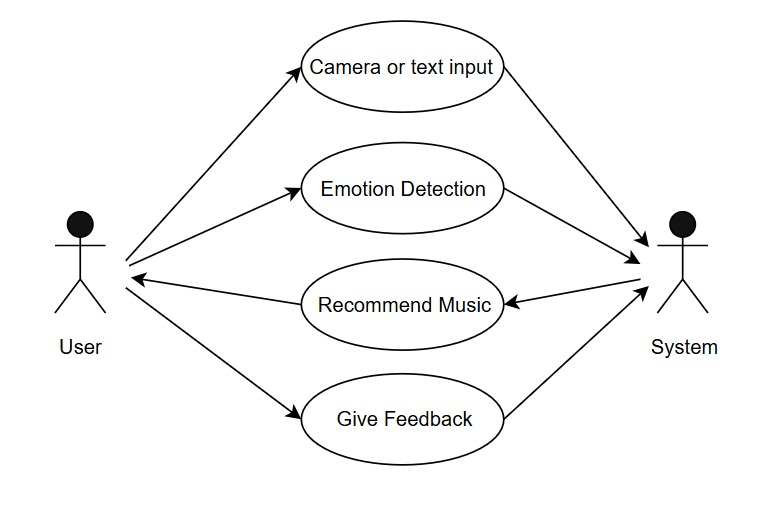 Camera or text input
Emotion Detection
Recommend Music
User
System
Give Feedback